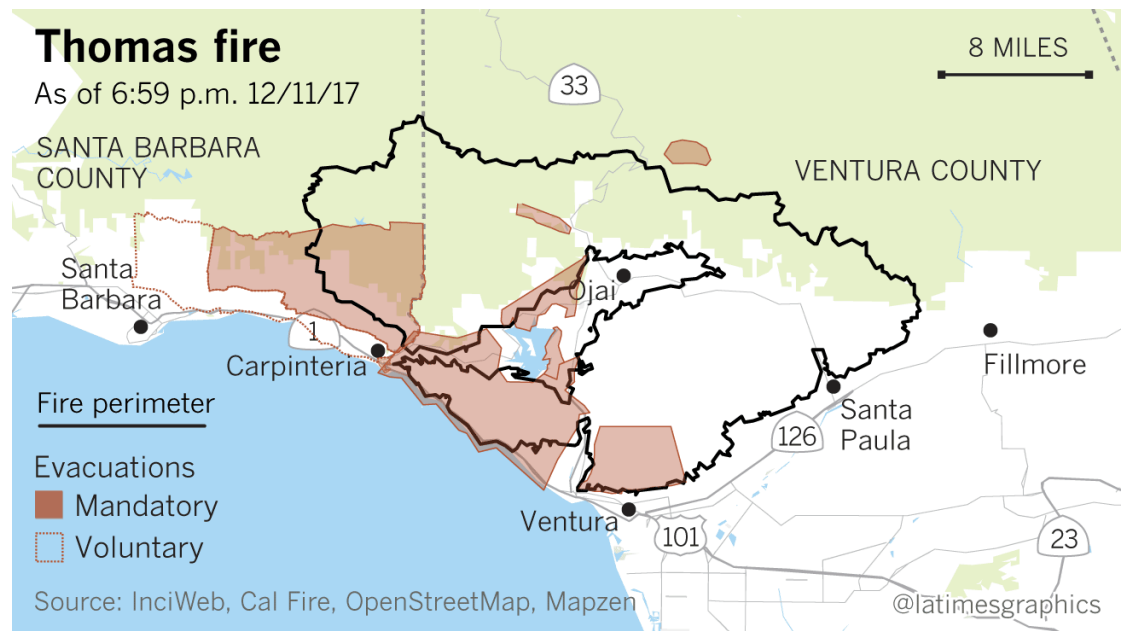 Thomas fire
As of 6:59 p.m. 12/11/17
8 MILES
33
SANTA BARBARA
COUNTY
VENTURA COUNTY
Santa
Barbara
Ojai
1
Carpinteria
Fillmore
Fire perimeter
Santa
Paula
126
Evacuations
Mandatory
Voluntary
Ventura
101
23
Source: InciWeb, Cal Fire, OpenStreetMap, Mapzen
@latimesgraphics